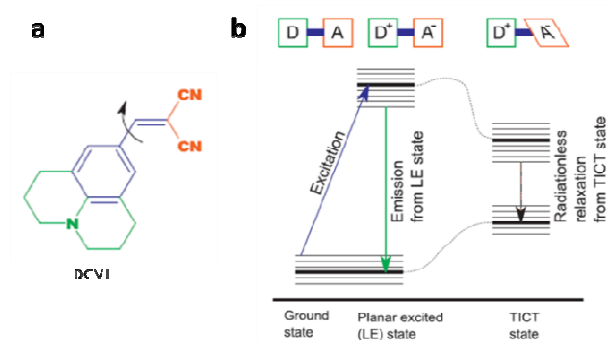 a
b
D
A
D+
A-
D+
A-
CN
CN
N
DCVJ
Excitation
Emission
from LE state
Radiationless
relaxation
from TICT state
Ground
state
Planar excited
(LE) state
TICT
state